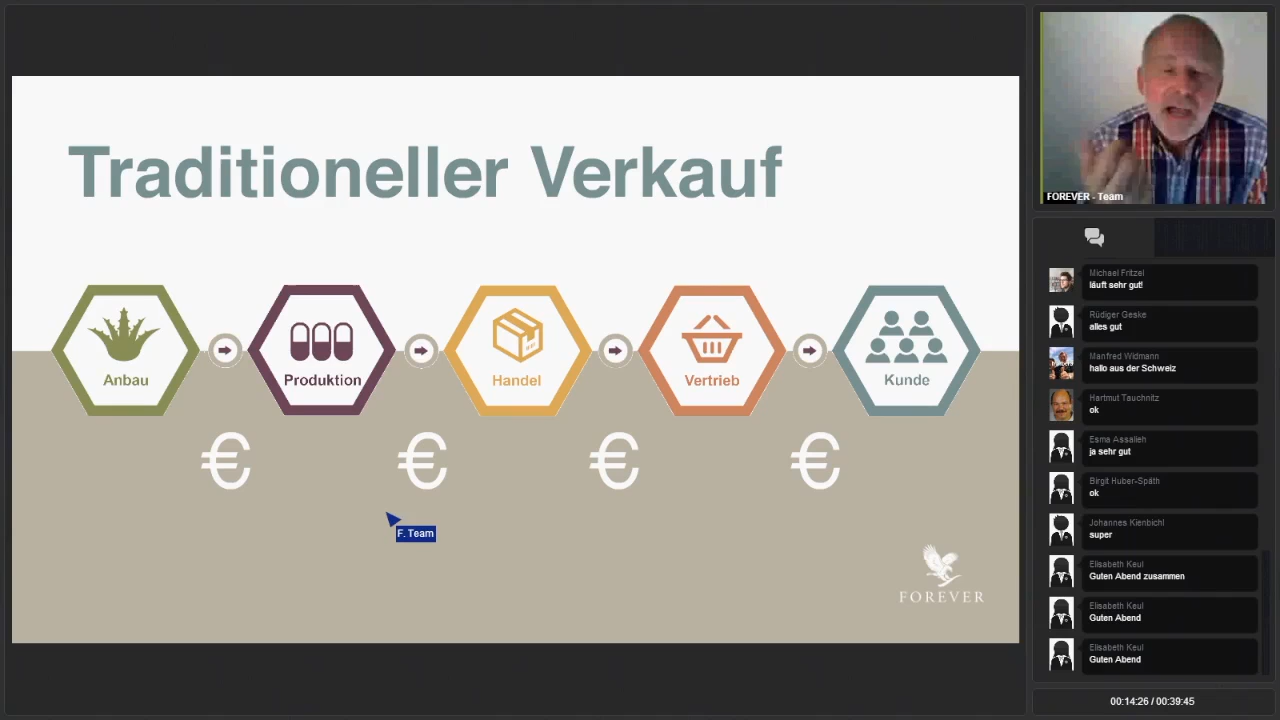 Traditioneller Verkauf
Anbau
Produktion
Handel
Vertrieb
Kunde
€ € € €
F. Team
FOREVER
FOREVER - Team
Michael Fritzel
läuft sehr gut!
Rüdiger Geske
alles gut
Manfred Widmann
hallo aus der Schweiz
Hartmut Tauchnitz
ok
Esma Assalieh
ja sehr gut
Birgit Huber-Späth
ok
Johannes Kienbichl
super
Elisabeth Keul
Guten Abend zusammen
Elisabeth Keul
Guten Abend
Elisabeth Keul
Guten Abend
00:14:26 / 00:39:45